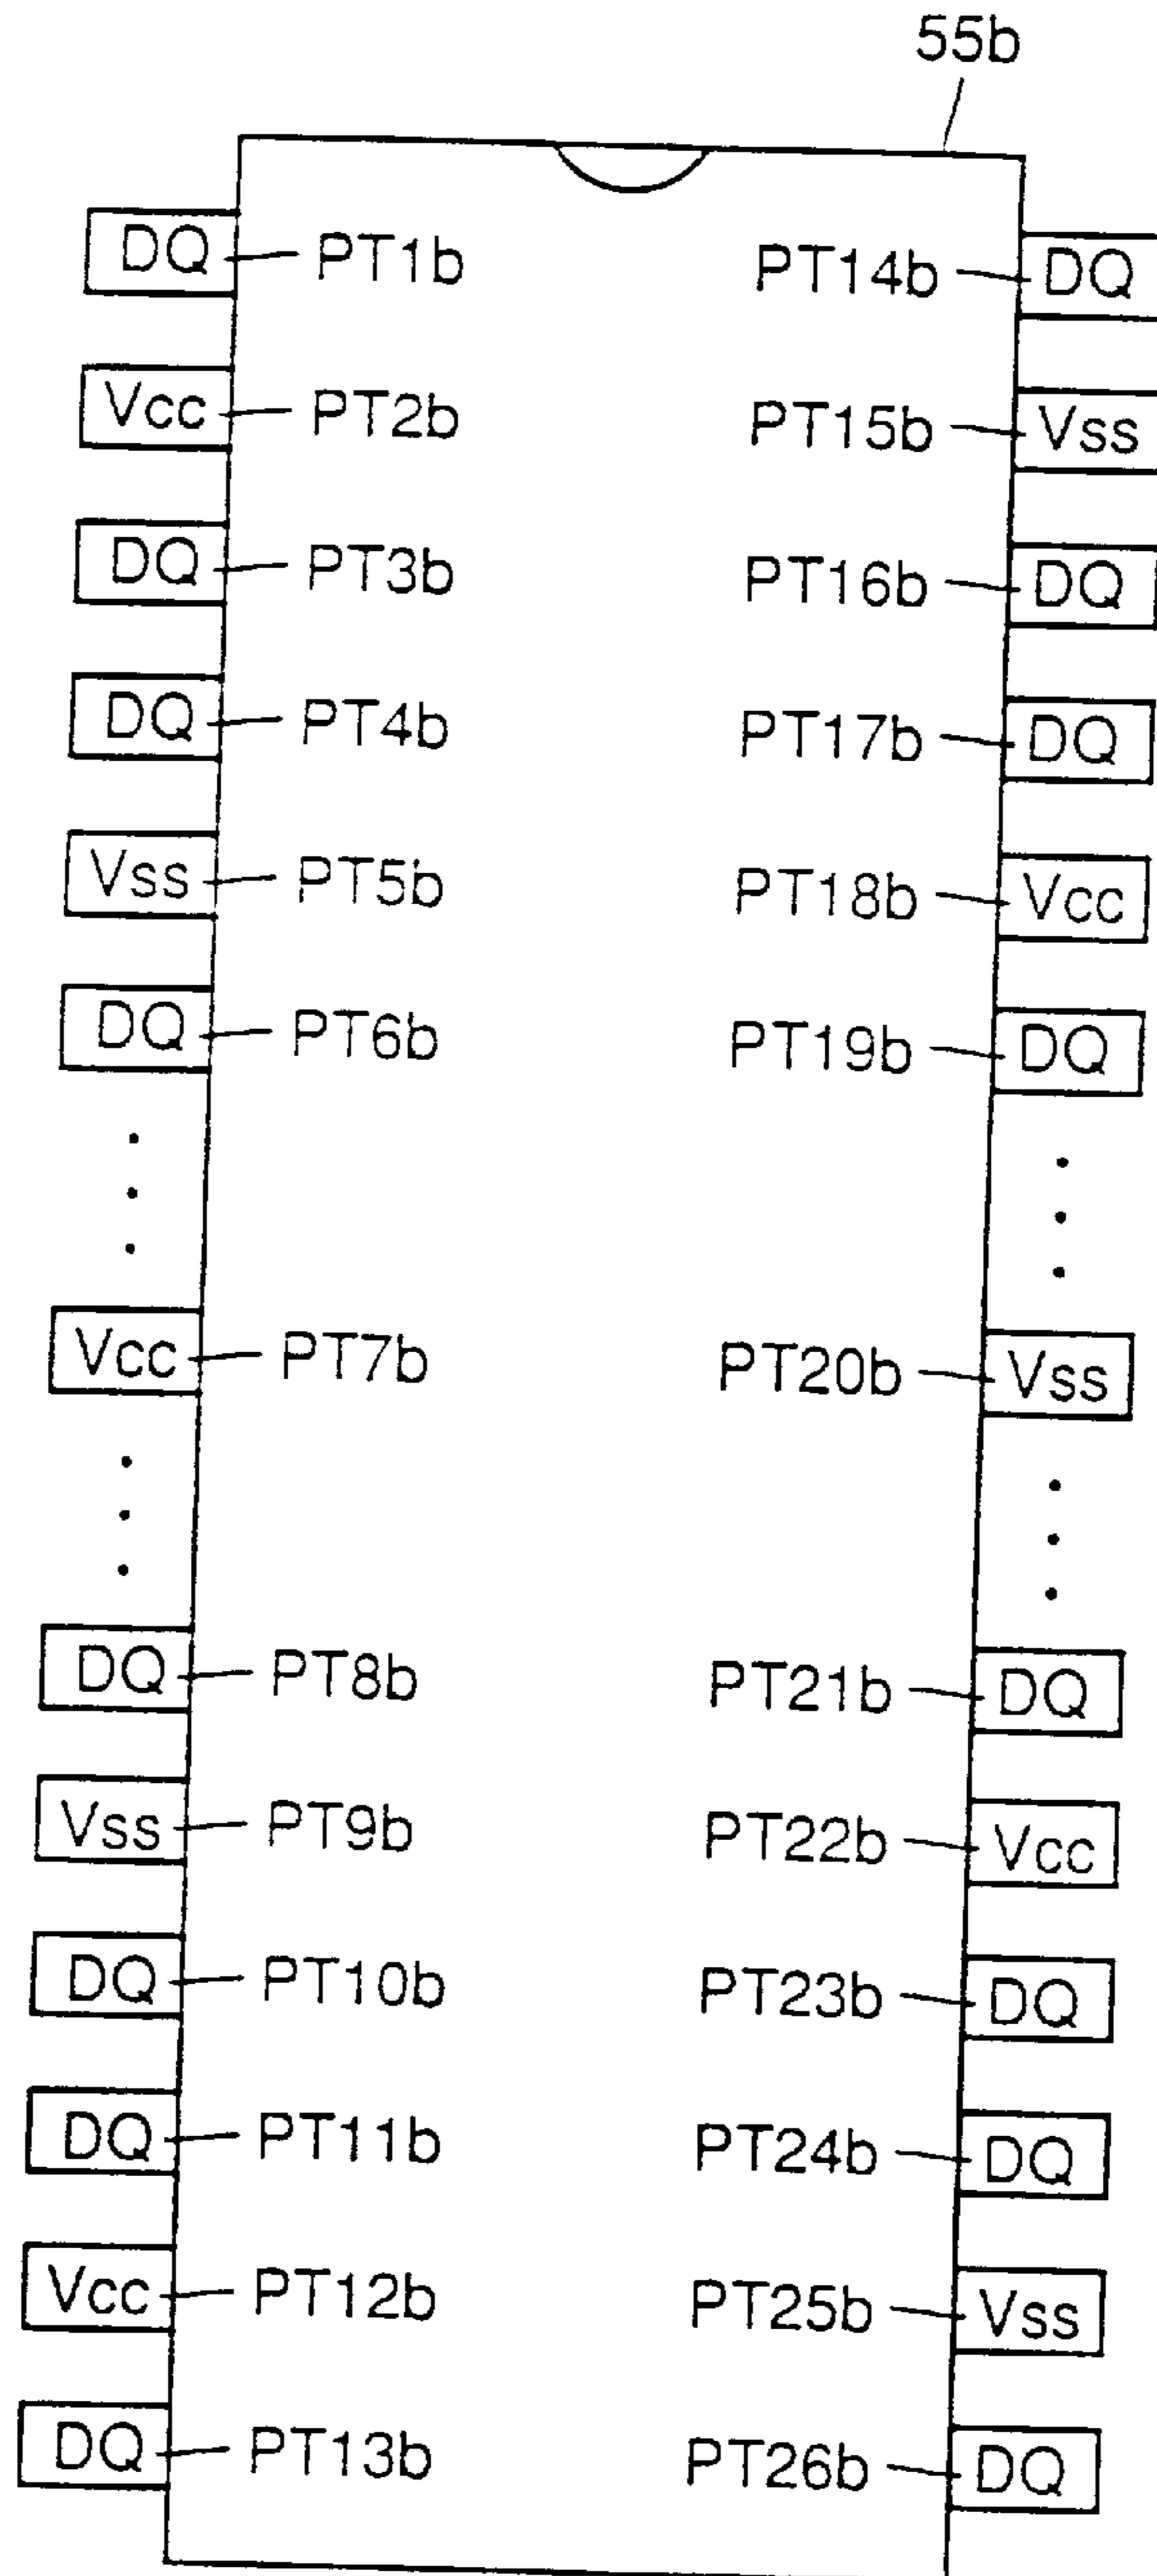 55b
DQ PT1b PT14b DQ
Vcc PT2b PT15b Vss
DQ PT3b PT16b DQ
DQ PT4b PT17b DQ
Vss PT5b PT18b Vcc
DQ PT6b PT19b DQ
Vcc PT7b PT20b Vss
DQ PT8b PT21b DQ
Vss PT9b PT22b Vcc
DQ PT10b PT23b DQ
DQ PT11b PT24b DQ
Vcc PT12b PT25b Vss
DQ PT13b PT26b DQ